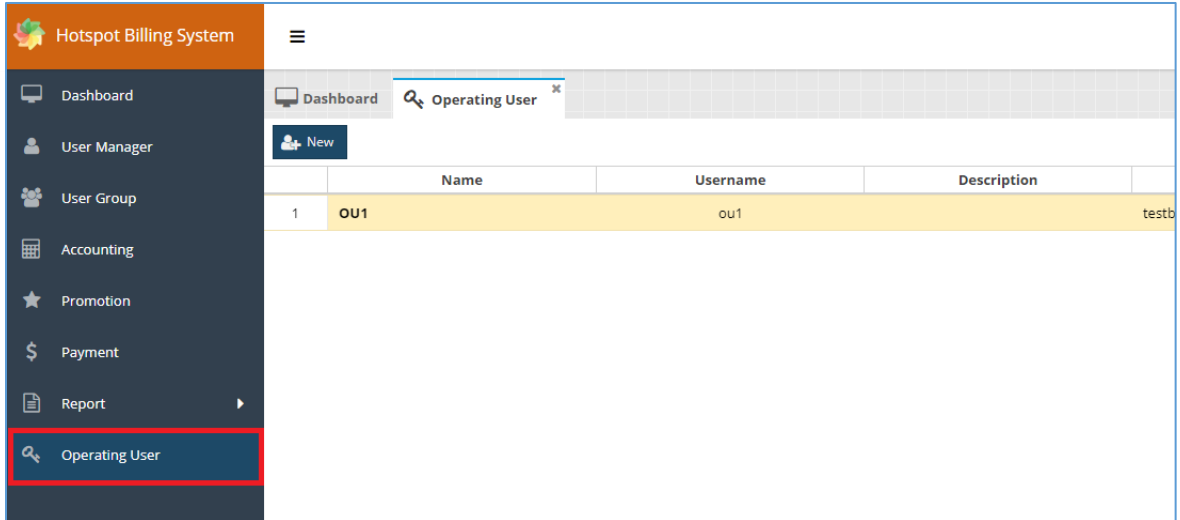 Hotspot Billing System
Dashboard
User Manager
User Group
Accounting
Promotion
Payment
Report
Operating User
Dashboard Operating User
New
Name Username Description
1 OU1 ou1 testb